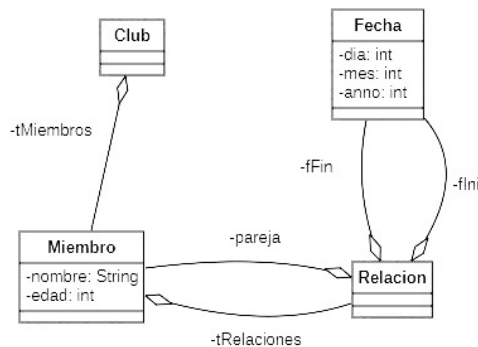 Club
Fecha
-dia: int
-mes: int
-anno: int
-tMiembros
-fFin
-fIni
Miembro
-nombre: String
-edad: int
-pareja
Relacion
-tRelaciones